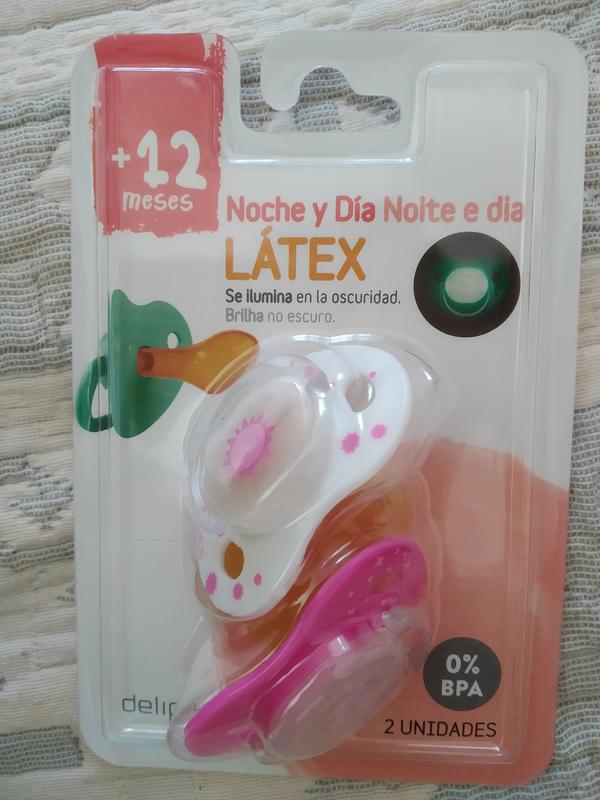 +12
meses
Noche y Día Noite e dia
LÁTEX
Se ilumina en la oscuridad.
Brilha no escuro.
0%
BPA
2 UNIDADES